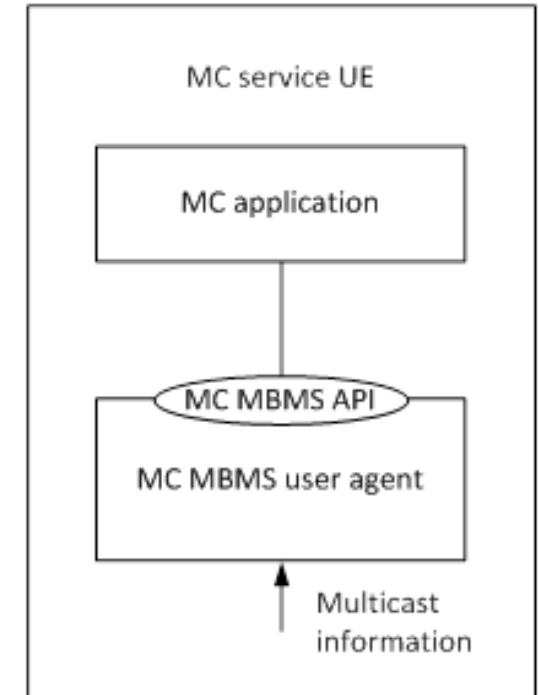 MC service UE
MC application
MC MBMS API
MC MBMS user agent
Multicast
information